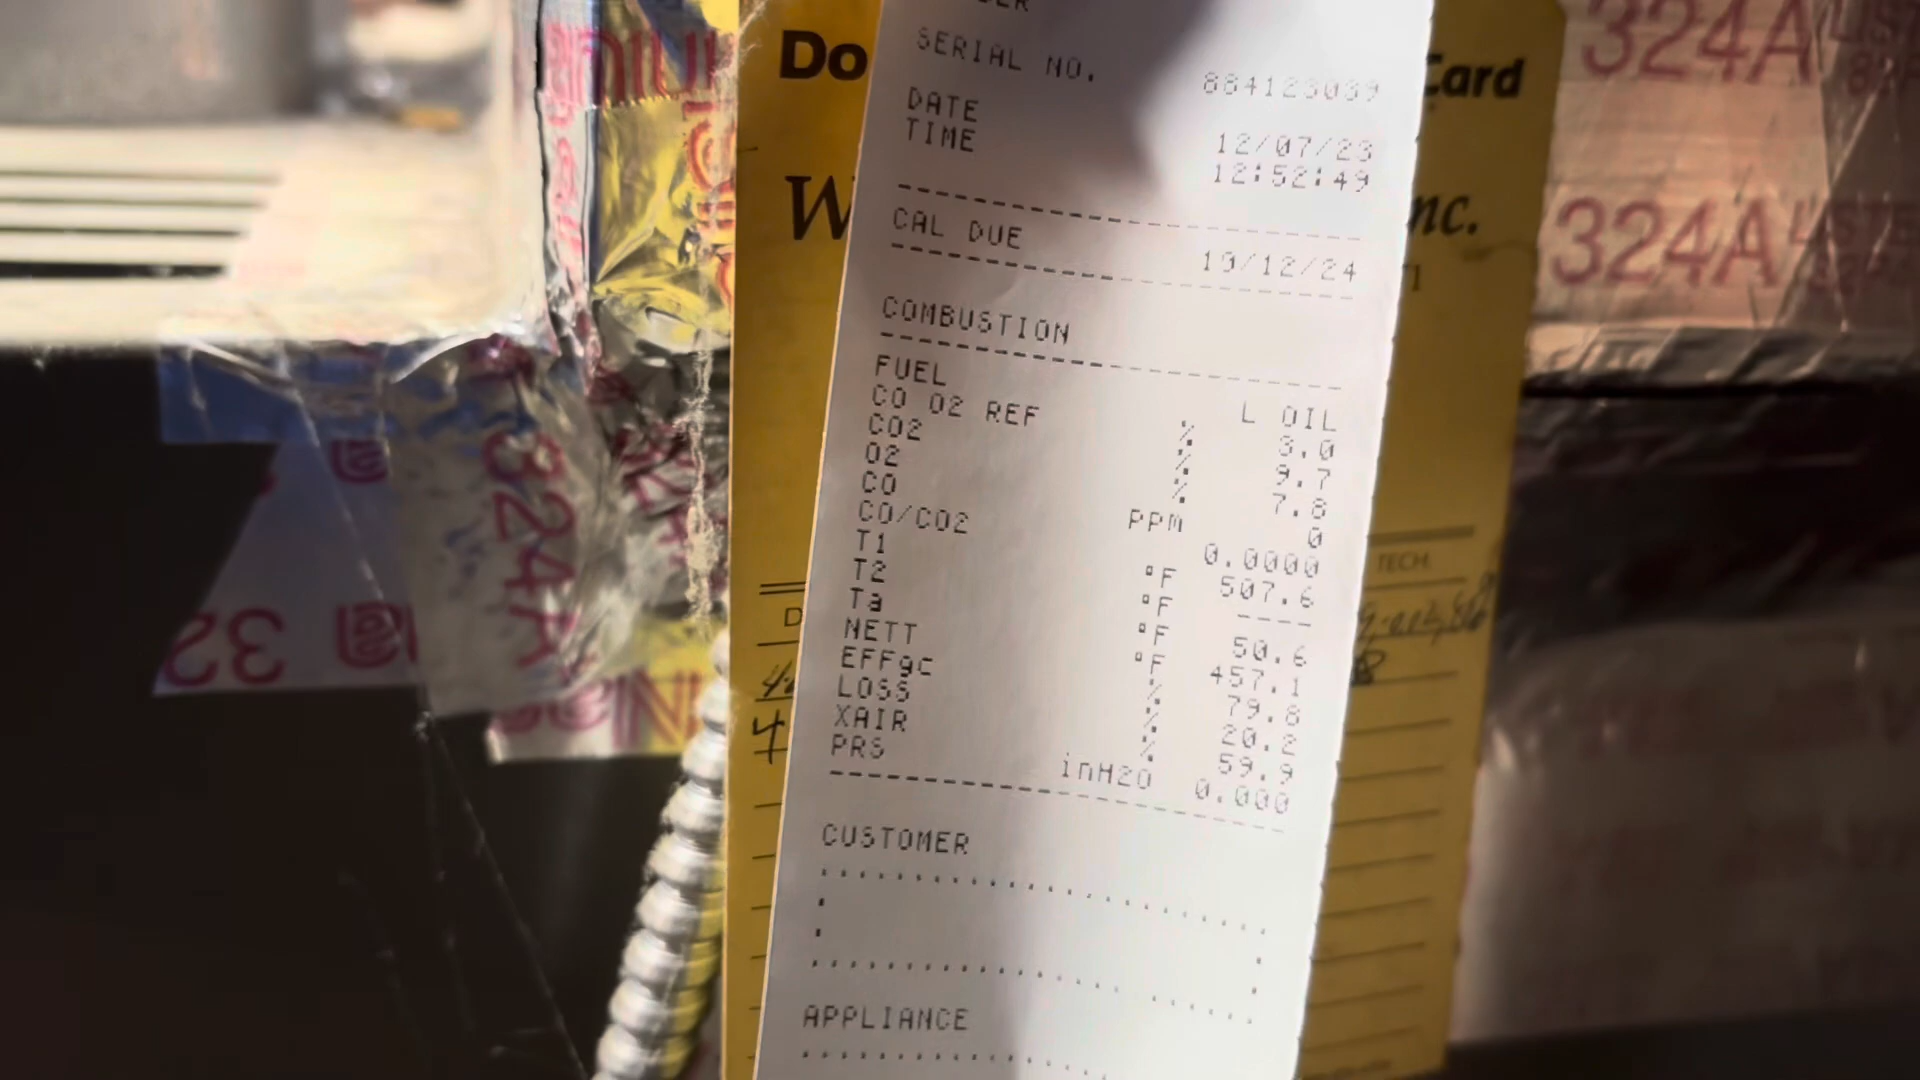 Do Card
W nc.
SERIAL NO. 884123039
DATE 12/07/23
TIME 12:52:49
CAL DUE 19/12/24
COMBUSTION
FUEL L OIL
CO O2 REF % 3.0
CO2 % 9.7
O2 % 7.8
CO PPM 0
CO/CO2 0.0000
T1 °F 507.6
T2 °F ----
Ta °F 50.6
NETT °F 457.1
EFFgc % 79.8
LOSS % 20.2
XAIR % 59.9
PRS inH2O 0.000
CUSTOMER
APPLIANCE
TECH.
324A
324A
324A